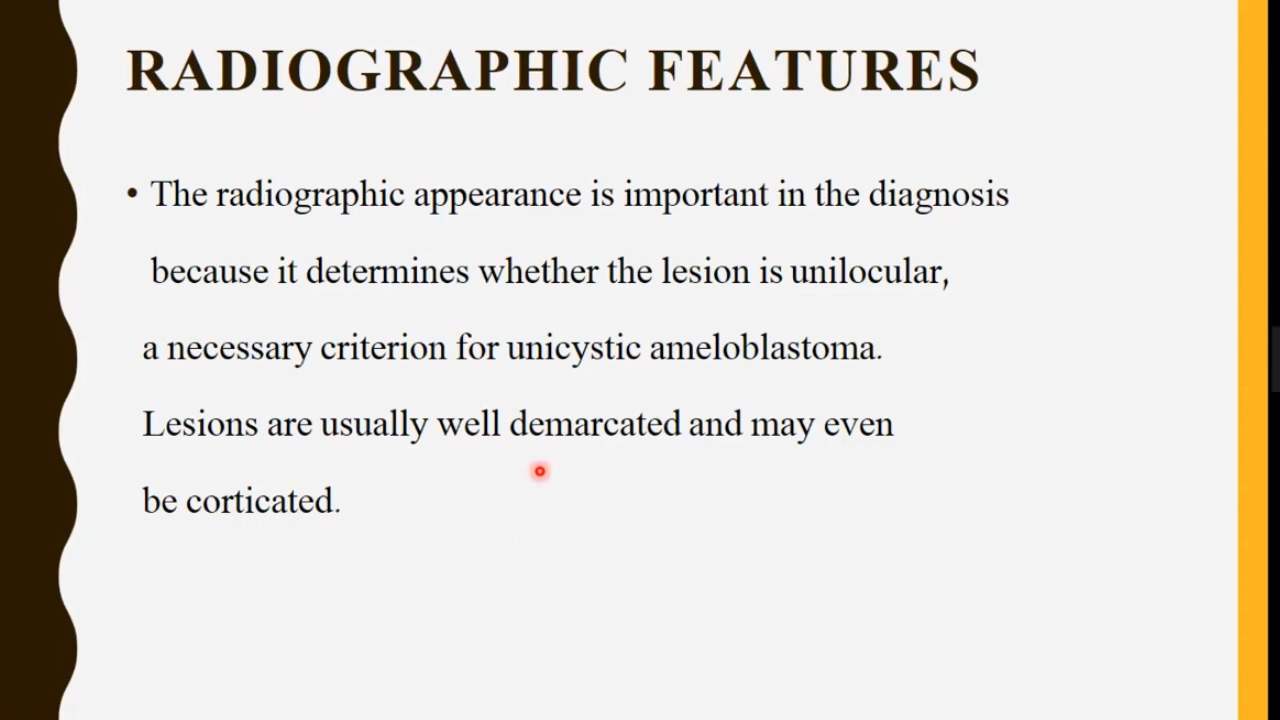 RADIOGRAPHIC FEATURES
• The radiographic appearance is important in the diagnosis
because it determines whether the lesion is unilocular,
a necessary criterion for unicystic ameloblastoma.
Lesions are usually well demarcated and may even
be corticated.